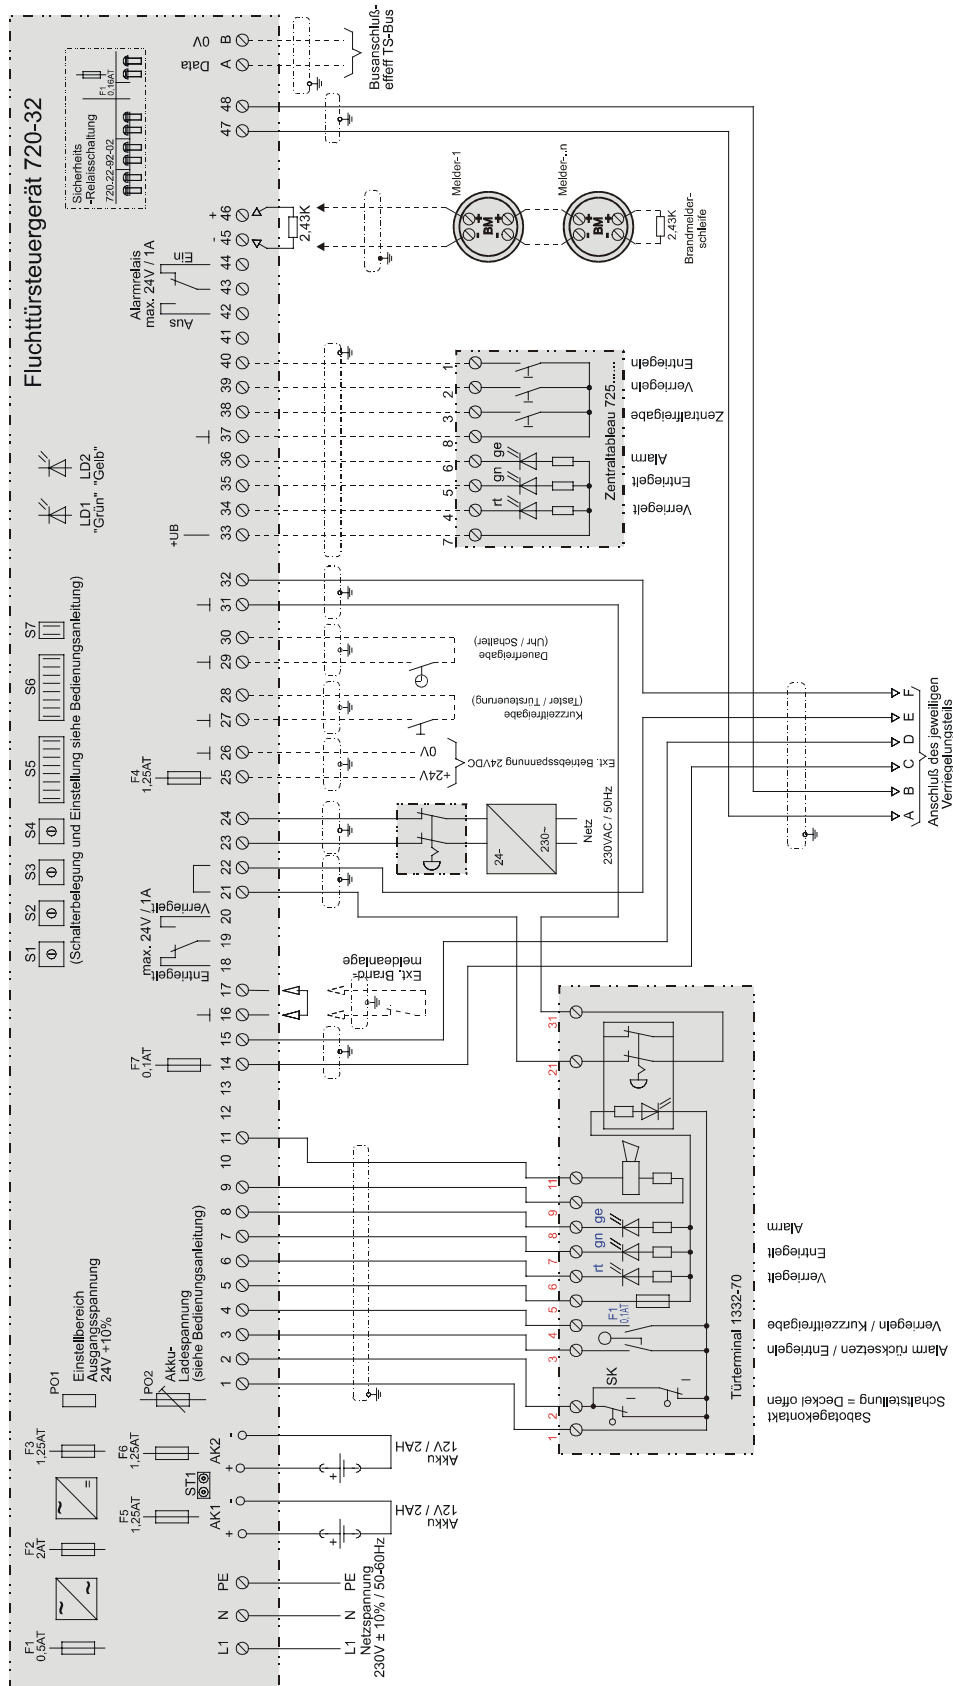 Fluchttürsteuergerät 720-32
Sicherheits
-Relaisschaltung
720.22-92-02
F1
0,16AT
F1
0,5AT
F2
2AT
F3
1,25AT
PO1
Einstellbereich
Ausgangsspannung
24V +10%
S1
S2
S3
S4
S5
S6
S7
(Schalterbelegung und Einstellung siehe Bedienungsanleitung)
LD1
"Grün"
LD2
"Gelb"
F5
1,25AT
ST1
F6
1,25AT
PO2
Akku-
Ladespannung
(siehe Bedienungsanleitung)
F7
0,1AT
max. 24V / 1A
Entriegelt
Verriegelt
F4
1,25AT
+UB
Alarmrelais
max. 24V / 1A
Aus
Ein
Data
0V
L1 N PE
+ AK1 -
+ AK2 -
1 2 3 4 5 6 7 8 9 10 11 12 13 14 15 16 17 18 19 20 21 22 23 24 25 26 27 28 29 30 31 32 33 34 35 36 37 38 39 40 41 42 43 44 45 46 47 48 A B
- +
L1 N PE
Netzspannung
230V ± 10% / 50-60Hz
+
Akku
12V / 2AH
+
Akku
12V / 2AH
Ext. Brand-
meldeanlage
24-
230~
Netz
230VAC / 50Hz
+24V
0V
Ext. Betriebsspannung 24VDC
Kurzzeitfreigabe
(Taster / Türsteuerung)
Dauerfreigabe
(Uhr / Schalter)
7 4 5 6 8 3 2 1
rt gn ge
Zentraltableau 725......
Verriegelt
Entriegelt
Alarm
Zentralfreigabe
Verriegeln
Entriegeln
2,43K
Melder-1
BM
+ +
- -
Melder-..n
BM
+ +
- -
2,43K
Brandmelder-
schleife
Busanschluß-
effeff TS-Bus
1 2 3 4 5 6 7 8 9 11 21 31
SK
F1
0,1AT
rt gn ge
Türterminal 1332-70
Sabotagekontakt
Schaltstellung = Deckel offen
Alarm rücksetzen / Entriegeln
Verriegeln / Kurzzeitfreigabe
Verriegelt
Entriegelt
Alarm
A B C D E F
Anschluß des jeweiligen
Verriegelungsteils